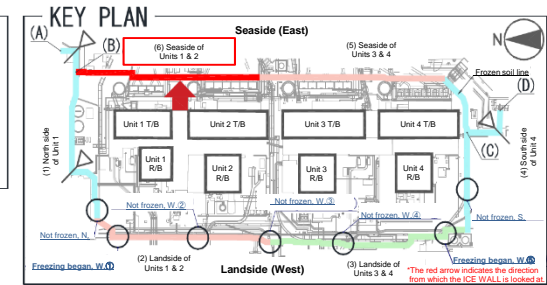 KEY PLAN
(A)
(B)
Seaside (East)
(6) Seaside of
Units 1 & 2
(5) Seaside of
Units 3 & 4
N
Frozen soil line
(D)
(C)
Unit 1 T/B
Unit 2 T/B
Unit 3 T/B
Unit 4 T/B
(1) North side
of Unit 1
(4) South side
of Unit 4
Unit 1
R/B
Unit 2
R/B
Unit 3
R/B
Unit 4
R/B
Not frozen, W.②
Not frozen, W.③
Not frozen, W.④
Not frozen, S.
Not frozen, N.
Freezing began, W.①
(2) Landside of
Units 1 & 2
Landside (West)
(3) Landside of
Units 3 & 4
Freezing began, W.⑤
*The red arrow indicates the direction
from which the ICE WALL is looked at.